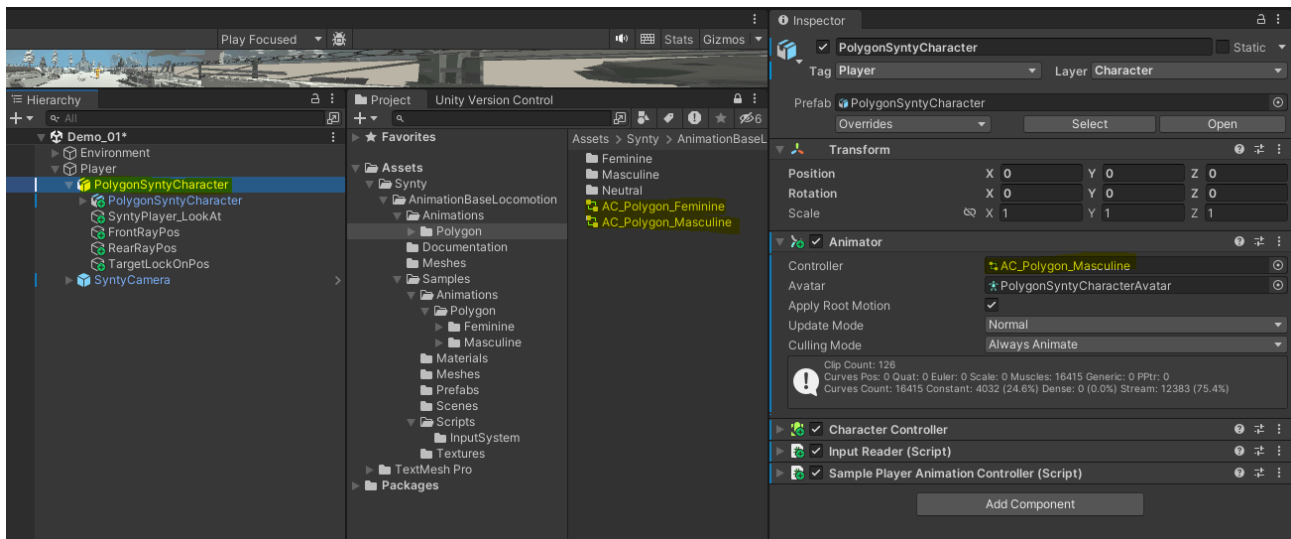 Play Focused
Stats Gizmos
Hierarchy
All
Demo_01*
Environment
Player
PolygonSyntyCharacter
PolygonSyntyCharacter
SyntyPlayer_LookAt
FrontRayPos
RearRayPos
TargetLockOnPos
SyntyCamera
Project Unity Version Control
6
Favorites
Assets
Synty
AnimationBaseLocomotion
Animations
Polygon
Documentation
Meshes
Samples
Animations
Polygon
Feminine
Masculine
Materials
Meshes
Prefabs
Scenes
Scripts
InputSystem
Textures
TextMesh Pro
Packages
Assets > Synty > AnimationBaseL
Feminine
Masculine
Neutral
AC_Polygon_Feminine
AC_Polygon_Masculine
Inspector
PolygonSyntyCharacter Static
Tag Player Layer Character
Prefab PolygonSyntyCharacter
Overrides Select Open
Transform
Position X 0 Y 0 Z 0
Rotation X 0 Y 0 Z 0
Scale X 1 Y 1 Z 1
Animator
Controller AC_Polygon_Masculine
Avatar PolygonSyntyCharacterAvatar
Apply Root Motion
Update Mode Normal
Culling Mode Always Animate
Clip Count: 126
Curves Pos: 0 Quat: 0 Euler: 0 Scale: 0 Muscles: 16415 Generic: 0 PPtr: 0
Curves Count: 16415 Constant: 4032 (24.6%) Dense: 0 (0.0%) Stream: 12383 (75.4%)
Character Controller
Input Reader (Script)
Sample Player Animation Controller (Script)
Add Component